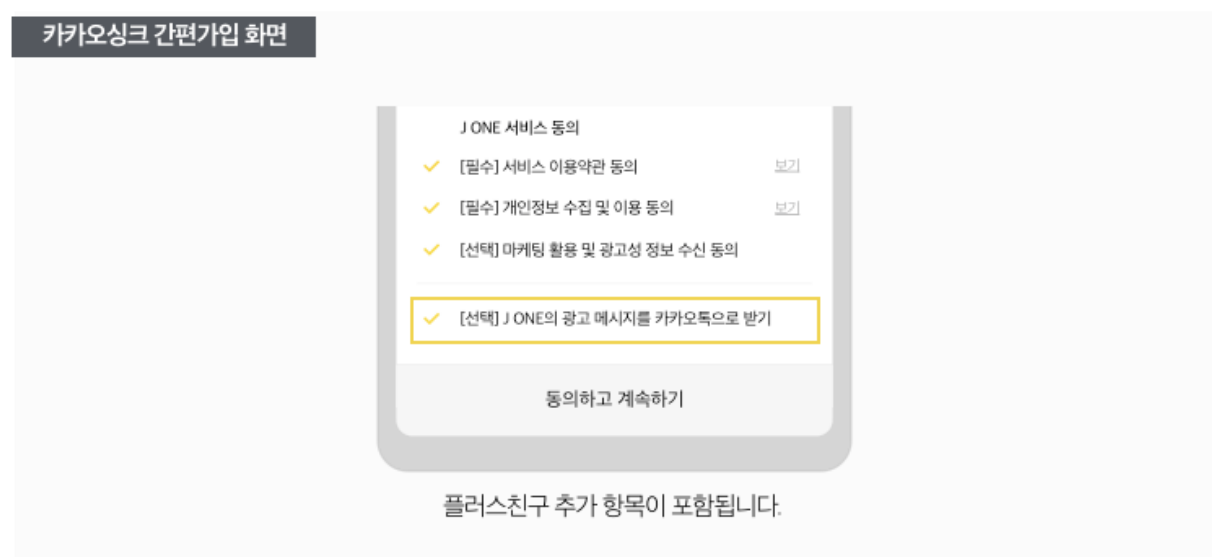 카카오싱크 간편가입 화면
J ONE 서비스 동의
[필수] 서비스 이용약관 동의 보기
[필수] 개인정보 수집 및 이용 동의 보기
[선택] 마케팅 활용 및 광고성 정보 수신 동의
[선택] J ONE의 광고 메시지를 카카오톡으로 받기
동의하고 계속하기
플러스친구 추가 항목이 포함됩니다.